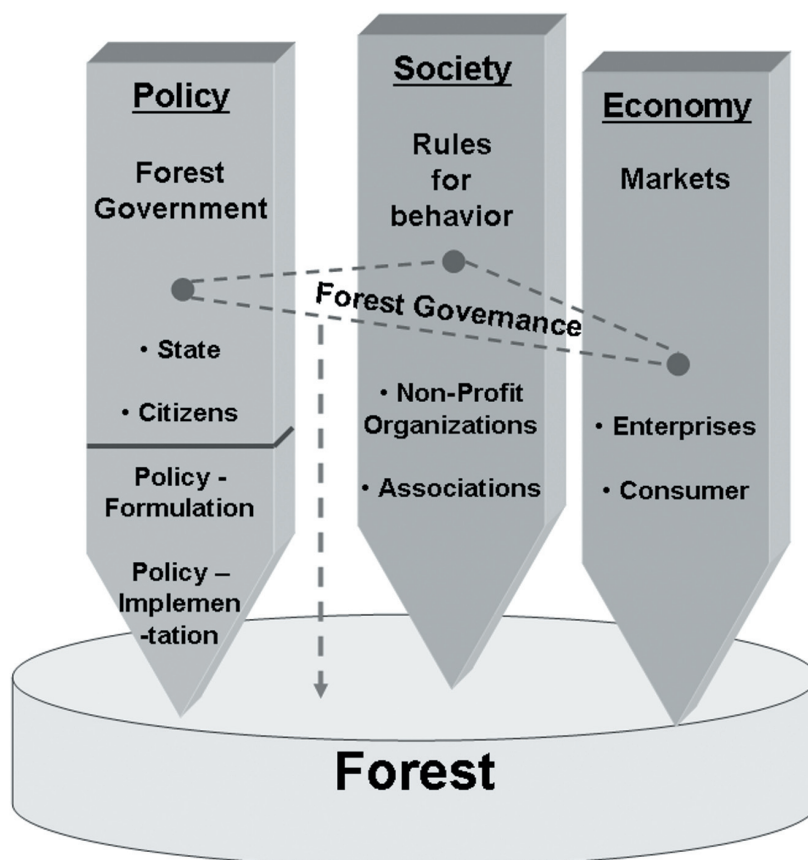 Policy
Forest
Government
• State
• Citizens
Policy -
Formulation
Policy –
Implemen
-tation
Society
Rules
for
behavior
Forest Governance
• Non-Profit
Organizations
• Associations
Economy
Markets
• Enterprises
• Consumer
Forest